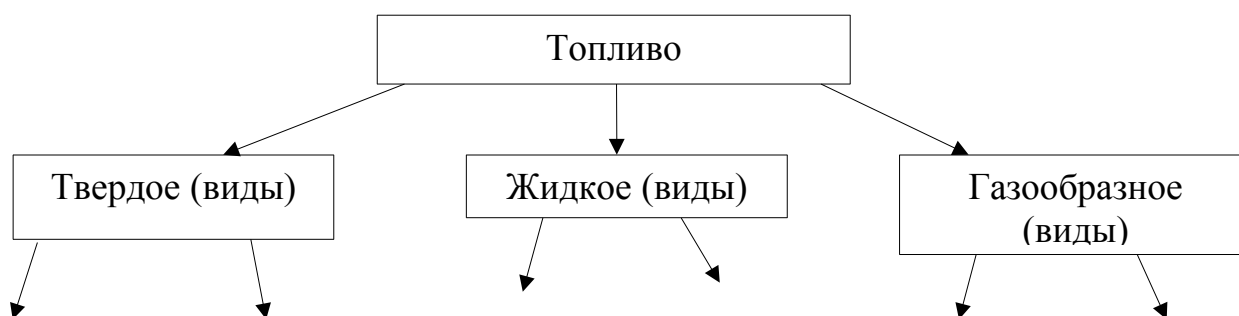 Топливо
Твердое (виды)
Жидкое (виды)
Газообразное
(виды)